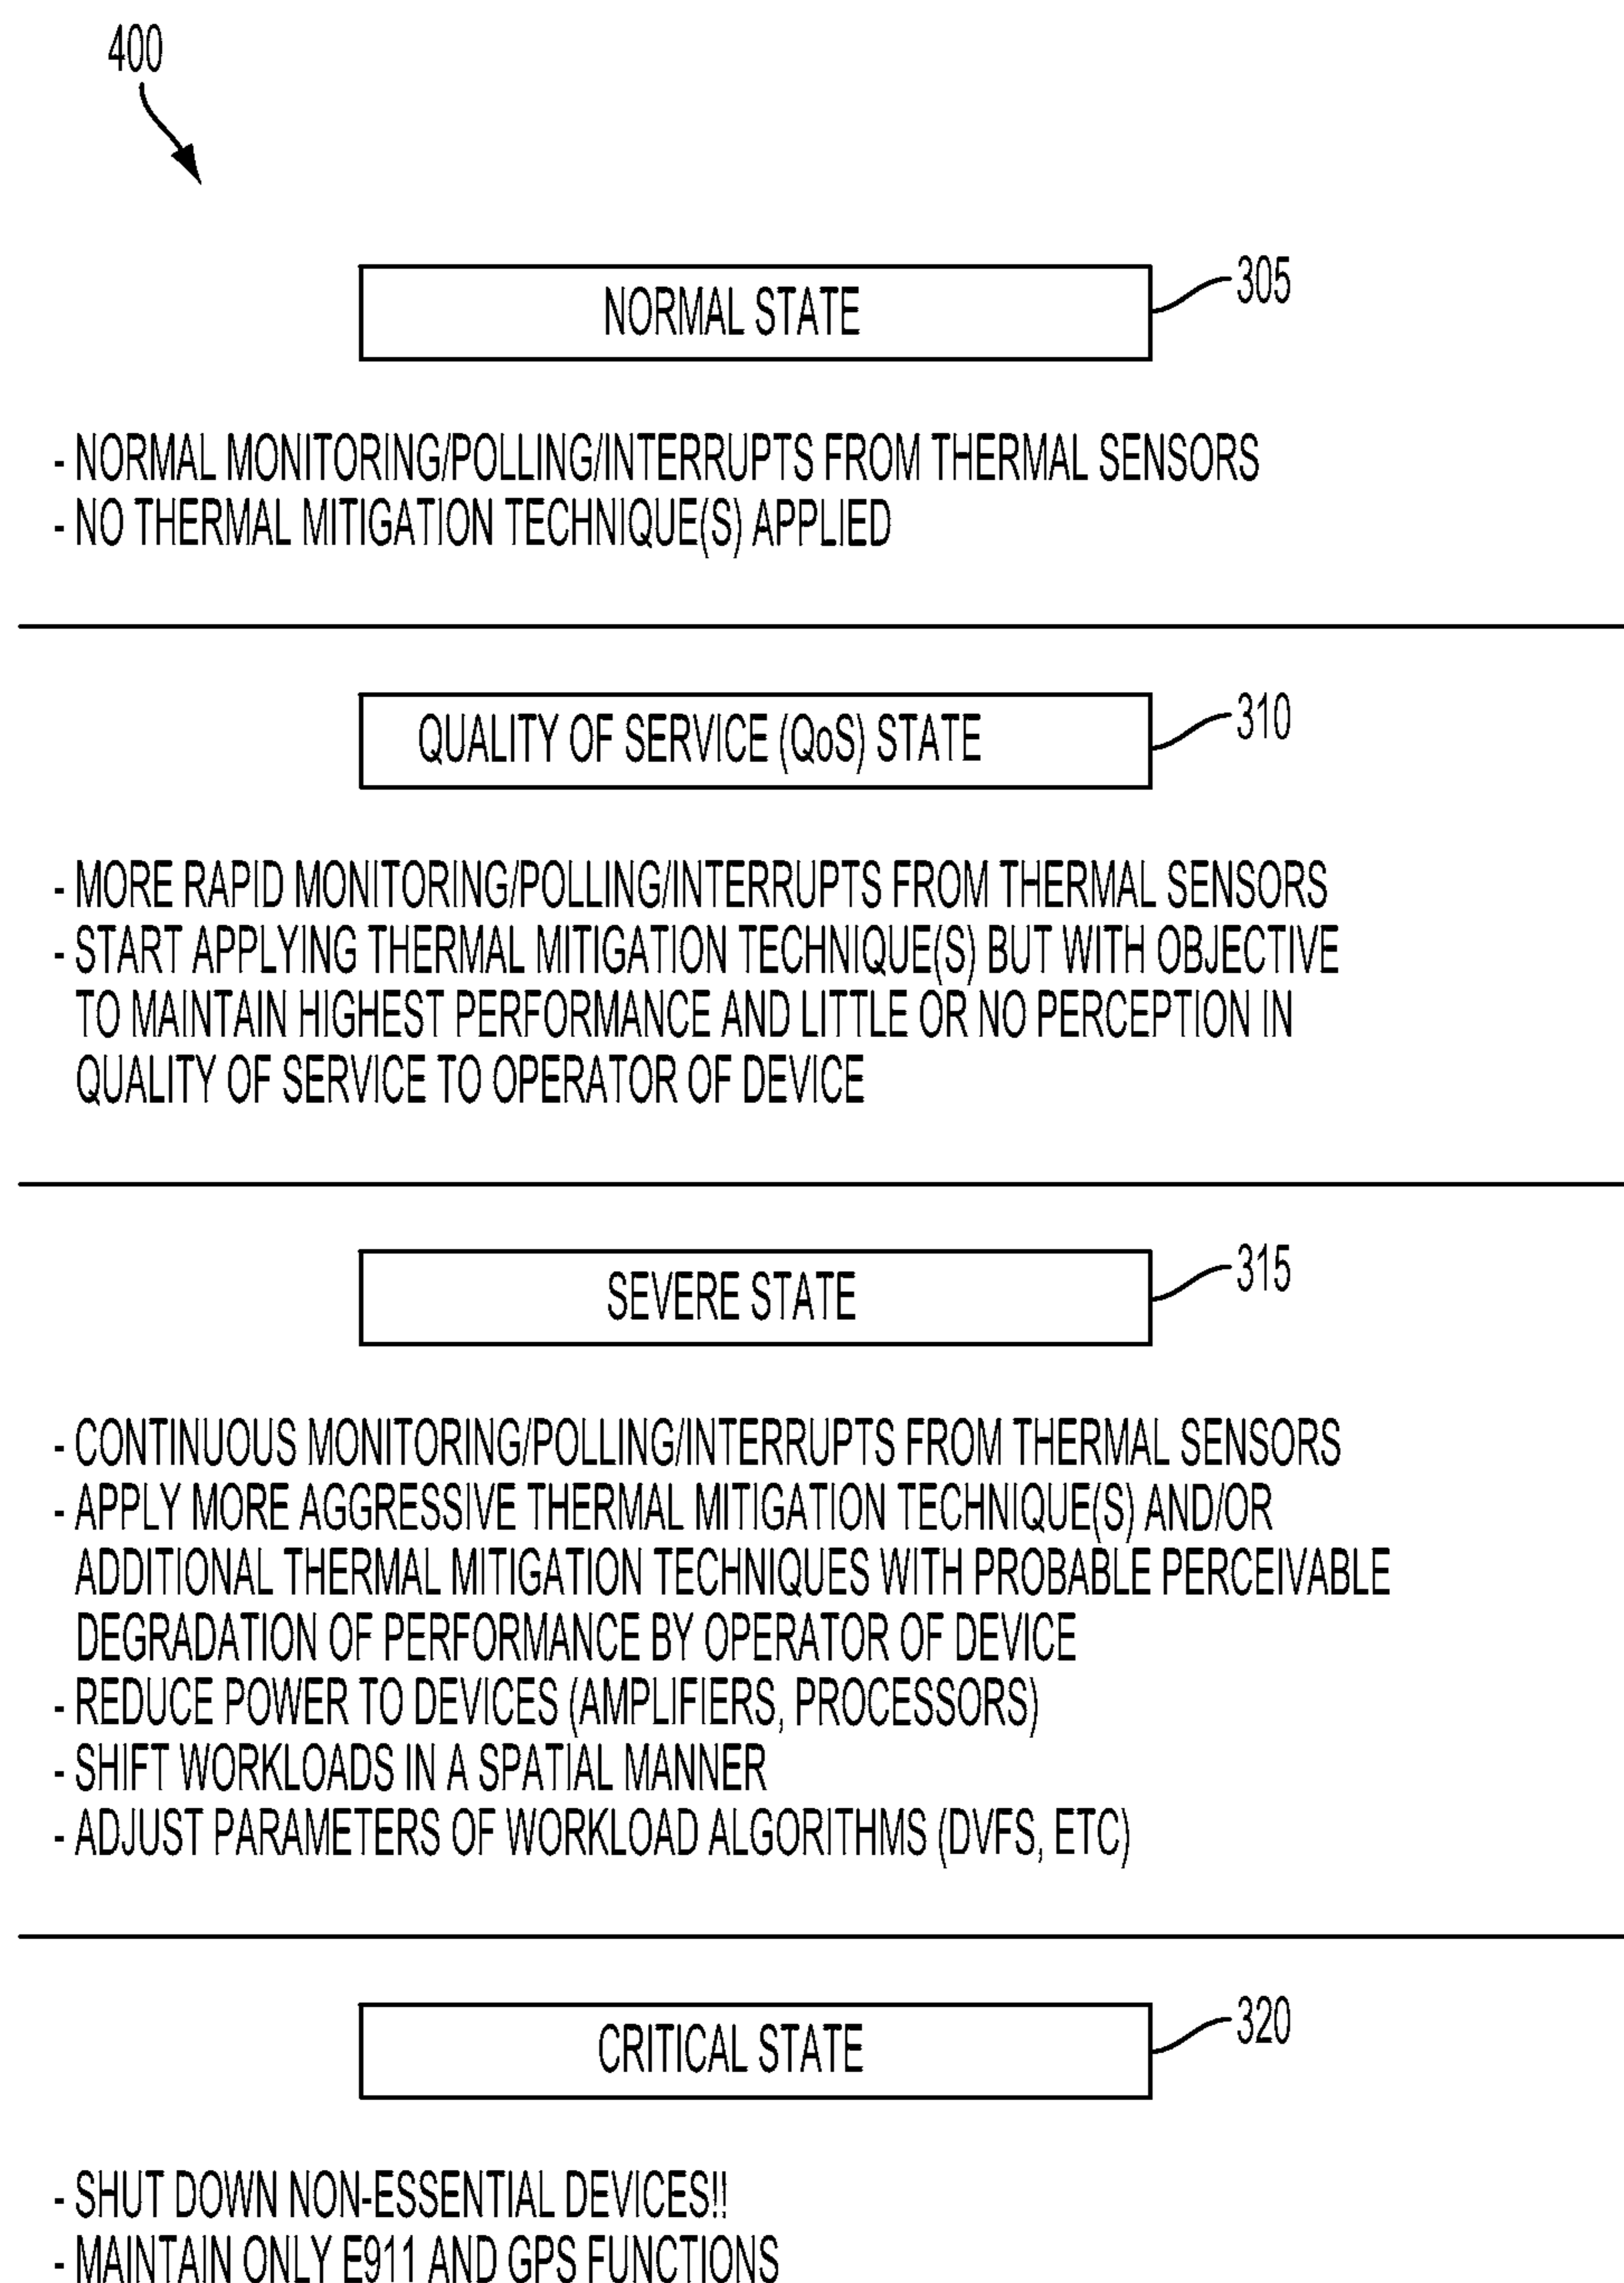 400
NORMAL STATE
305
- NORMAL MONITORING/POLLING/INTERRUPTS FROM THERMAL SENSORS
- NO THERMAL MITIGATION TECHNIQUE(S) APPLIED
QUALITY OF SERVICE (QoS) STATE
310
- MORE RAPID MONITORING/POLLING/INTERRUPTS FROM THERMAL SENSORS
- START APPLYING THERMAL MITIGATION TECHNIQUE(S) BUT WITH OBJECTIVE
TO MAINTAIN HIGHEST PERFORMANCE AND LITTLE OR NO PERCEPTION IN
QUALITY OF SERVICE TO OPERATOR OF DEVICE
SEVERE STATE
315
- CONTINUOUS MONITORING/POLLING/INTERRUPTS FROM THERMAL SENSORS
- APPLY MORE AGGRESSIVE THERMAL MITIGATION TECHNIQUE(S) AND/OR
ADDITIONAL THERMAL MITIGATION TECHNIQUES WITH PROBABLE PERCEIVABLE
DEGRADATION OF PERFORMANCE BY OPERATOR OF DEVICE
- REDUCE POWER TO DEVICES (AMPLIFIERS, PROCESSORS)
- SHIFT WORKLOADS IN A SPATIAL MANNER
- ADJUST PARAMETERS OF WORKLOAD ALGORITHMS (DVFS, ETC)
CRITICAL STATE
320
- SHUT DOWN NON-ESSENTIAL DEVICES!!
- MAINTAIN ONLY E911 AND GPS FUNCTIONS